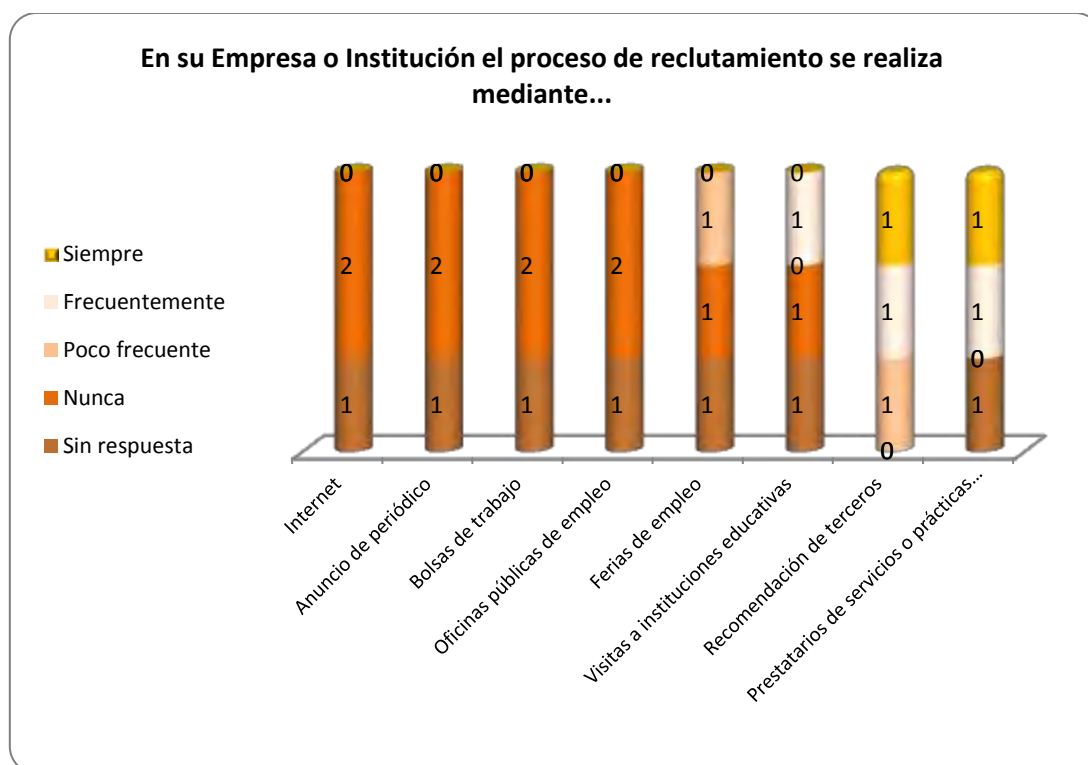 En su Empresa o Institución el proceso de reclutamiento se realiza
mediante...
Siempre
Frecuentemente
Poco frecuente
Nunca
Sin respuesta
0 0 0 0 0 0
1 1 1 1
2 2 2 2 0
1 1 1 1
0
1 1 1 1 1 1 1 1
0
Internet
Anuncio de periódico
Bolsas de trabajo
Oficinas públicas de empleo
Ferias de empleo
Visitas a instituciones educativas
Recomendación de terceros
Prestatarios de servicios o prácticas...